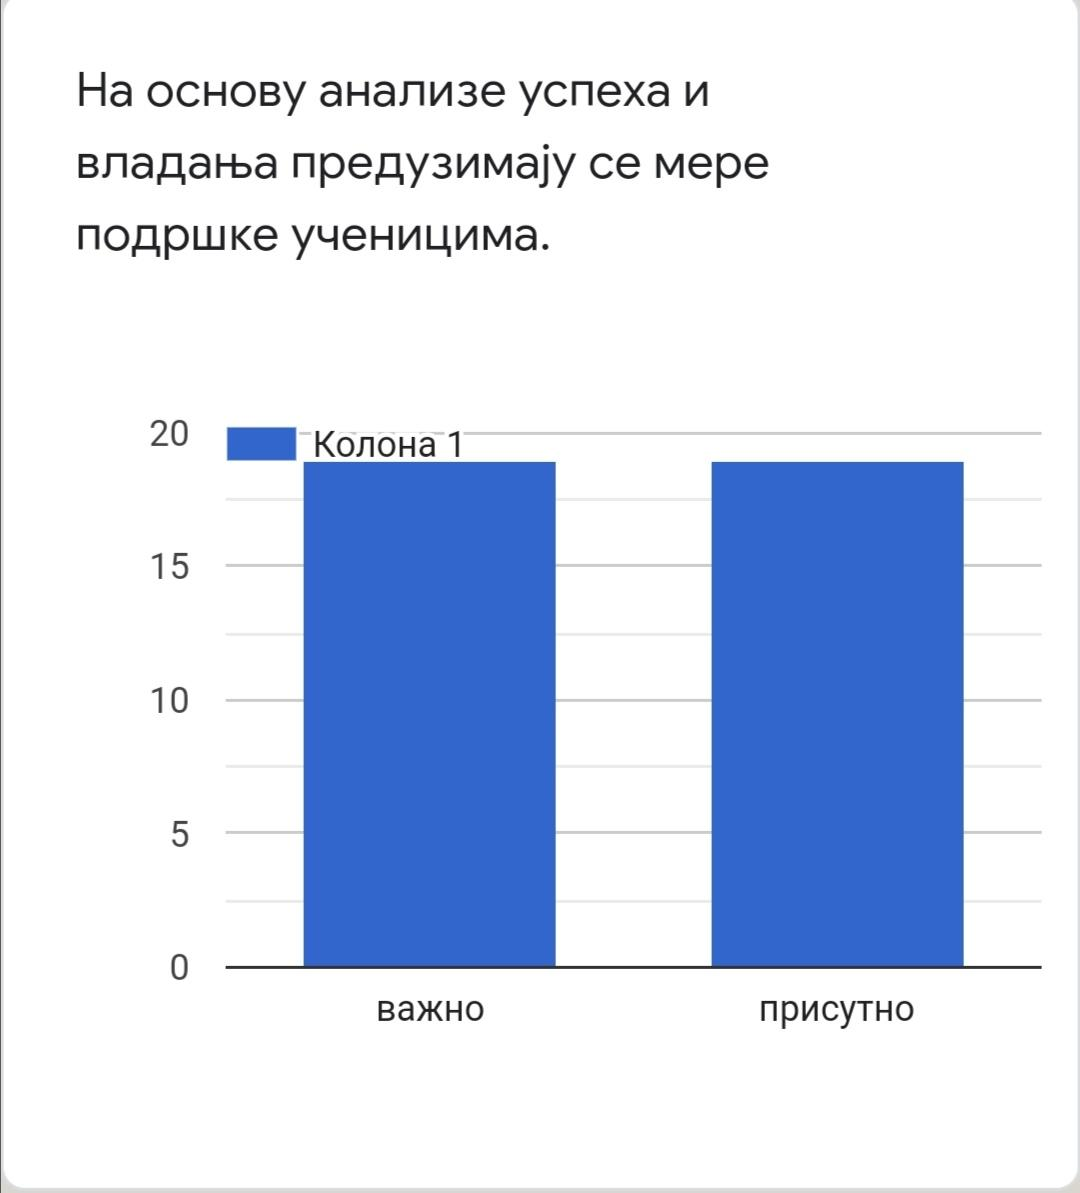 На основу анализе успеха и
владања предузимају се мере
подршке ученицима.
20
Колона 1
15
10
5
0
важно
присутно